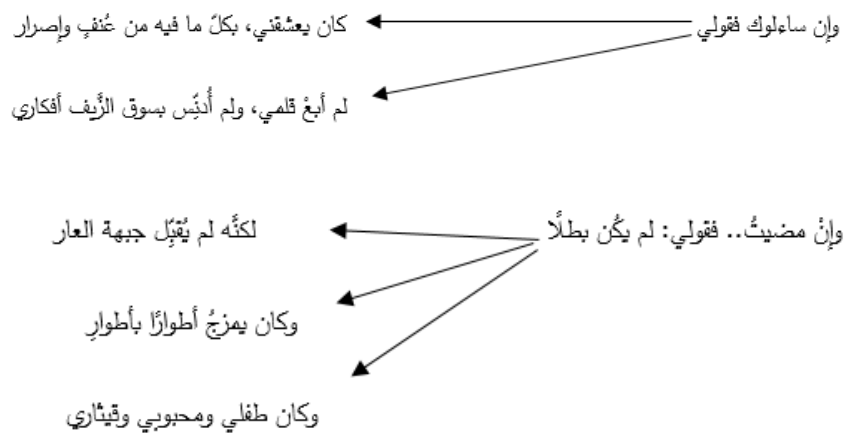 وإن ساءلوك فقولي
كان يعشقني، بكلّ ما فيه من عُنفٍ وإصرار
لم أبعْ قلمي، ولم أُدنِّس بسوق الزَّيف أفكاري
وإنْ مضيتُ.. فقولي: لم يكُن بطلًا
لكنَّه لم يُقبِّل جبهة العار
وكان يمزجُ أطوارًا بأطوارِ
وكان طفلي ومحبوبي وقيثاري